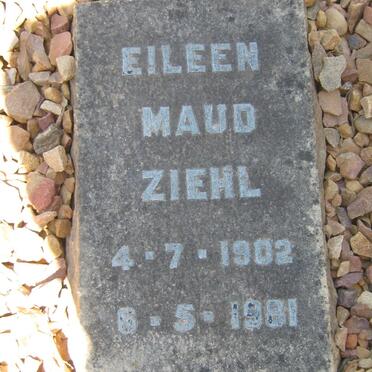 EILEEN
MAUD
ZIEHL
4-7-1902
6-5-1981